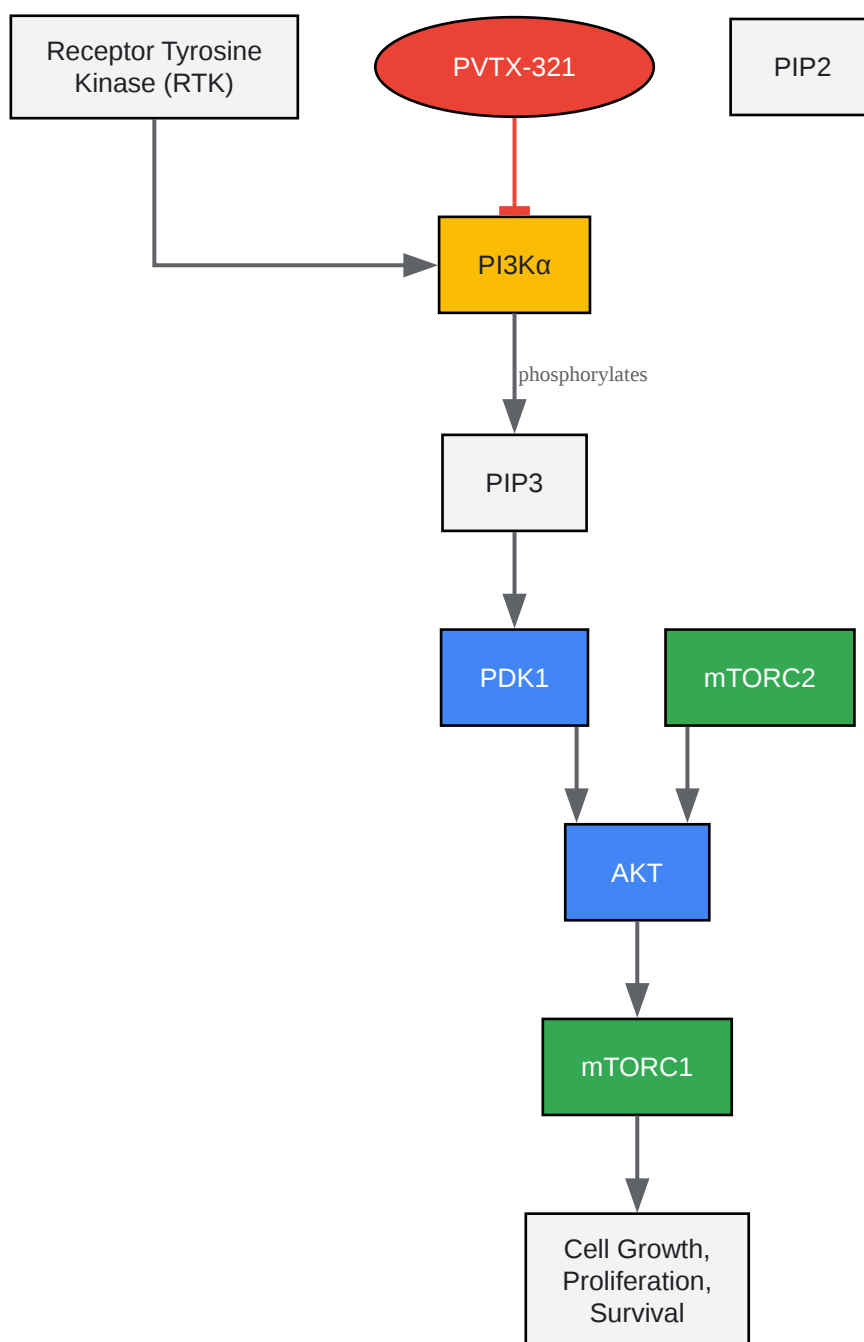 Receptor Tyrosine
Kinase (RTK)
PVTX-321
PIP2
PI3Kα
phosphorylates
PIP3
PDK1
mTORC2
AKT
mTORC1
Cell Growth,
Proliferation,
Survival